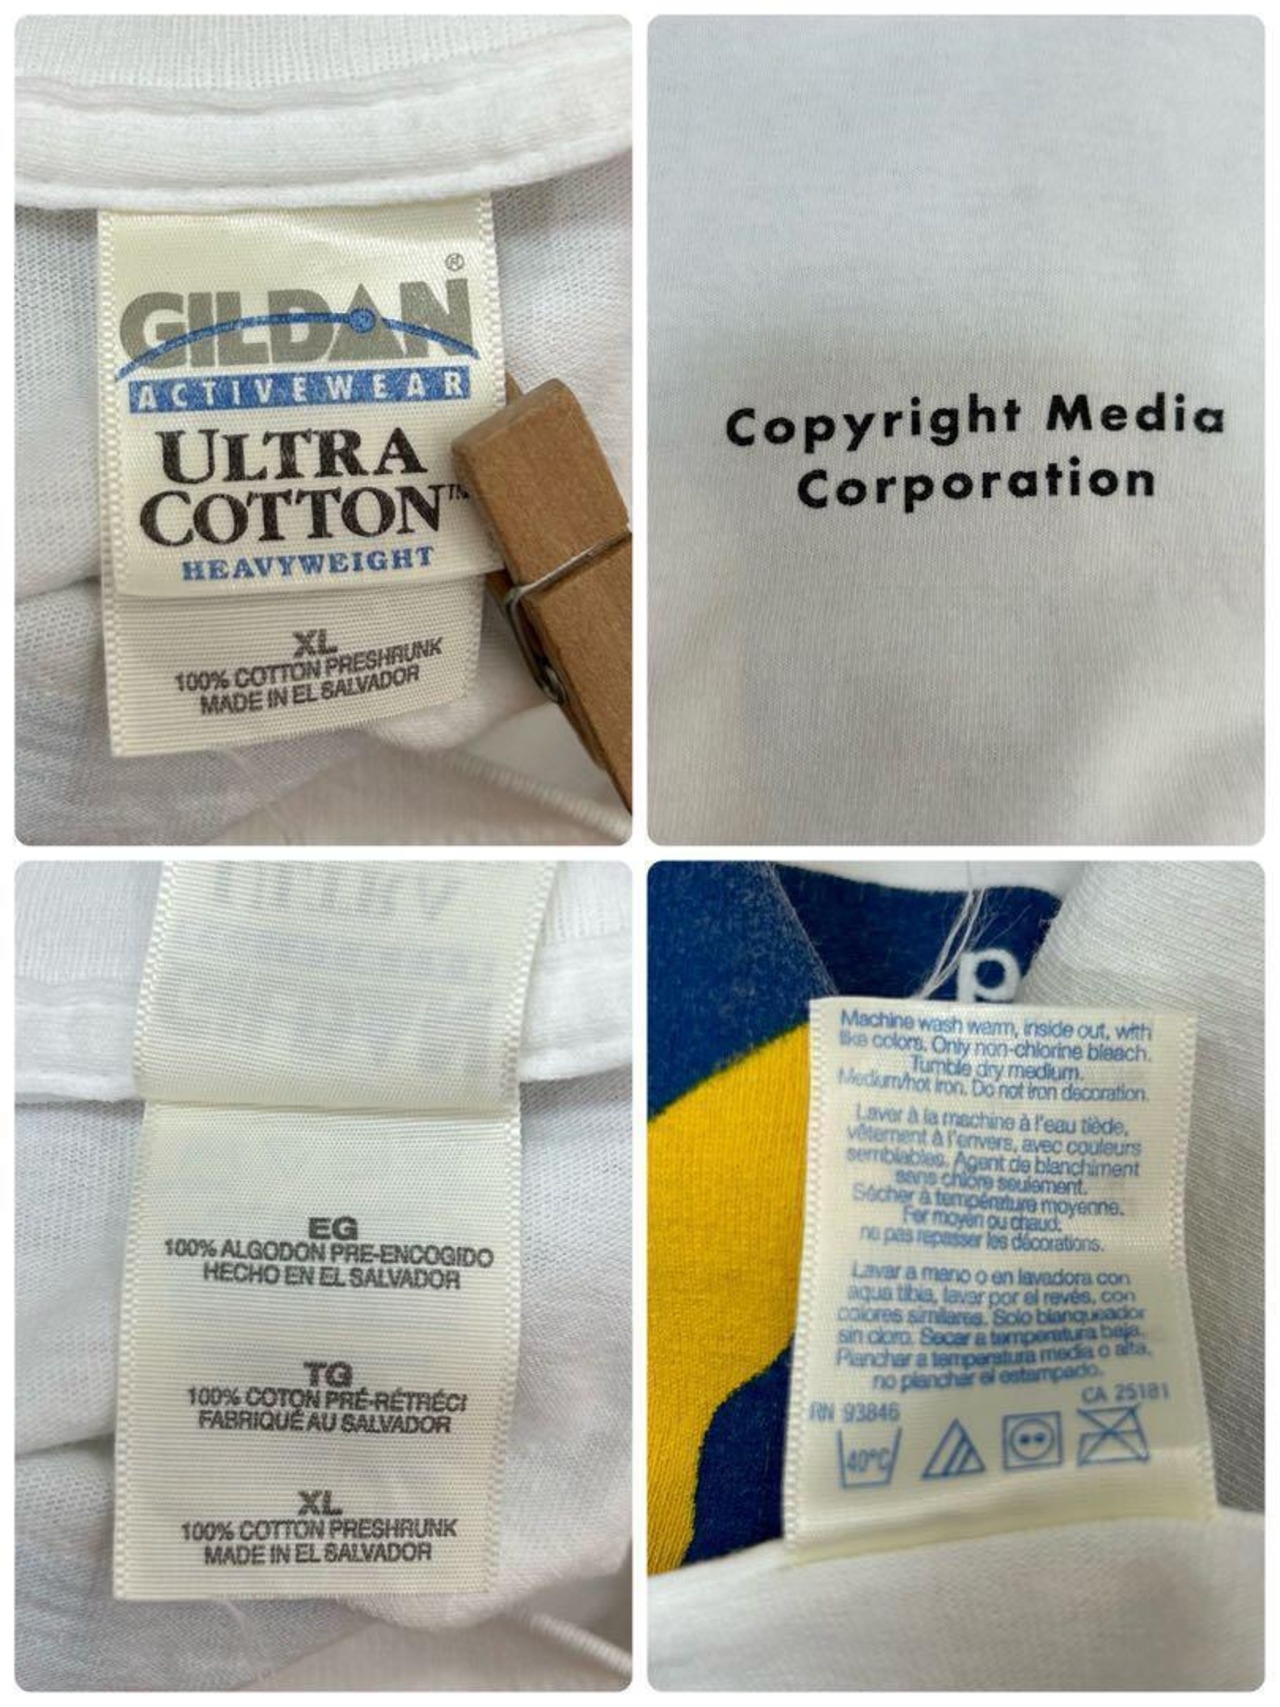 GILDAN®
ACTIVEWEAR
ULTRA
COTTON™
HEAVYWEIGHT
XL
100% COTTON PRESHRUNK
MADE IN EL SALVADOR
Copyright Media
Corporation
EG
100% ALGODON PRE-ENCOGIDO
HECHO EN EL SALVADOR
TG
100% COTON PRÉ-RÉTRÉCI
FABRIQUÉ AU SALVADOR
XL
100% COTTON PRESHRUNK
MADE IN EL SALVADOR
Machine wash warm, inside out, with
like colors. Only non-chlorine bleach.
Tumble dry medium.
Medium/hot iron. Do not iron decoration.
Laver à la machine à l'eau tiède,
vêtement à l'envers, avec couleurs
semblables. Agent de blanchiment
sans chlore seulement.
Sécher à température moyenne.
Fer moyen ou chaud:
ne pas repasser les décorations.
Lavar a mano o en lavadora con
agua tibia, lavar por el revés, con
colores similares. Solo blanqueador
sin cloro. Secar a temperatura baja.
Planchar a temperatura media o alta.
no planchar el estampado.
CA 25181
RN 93846
40°C